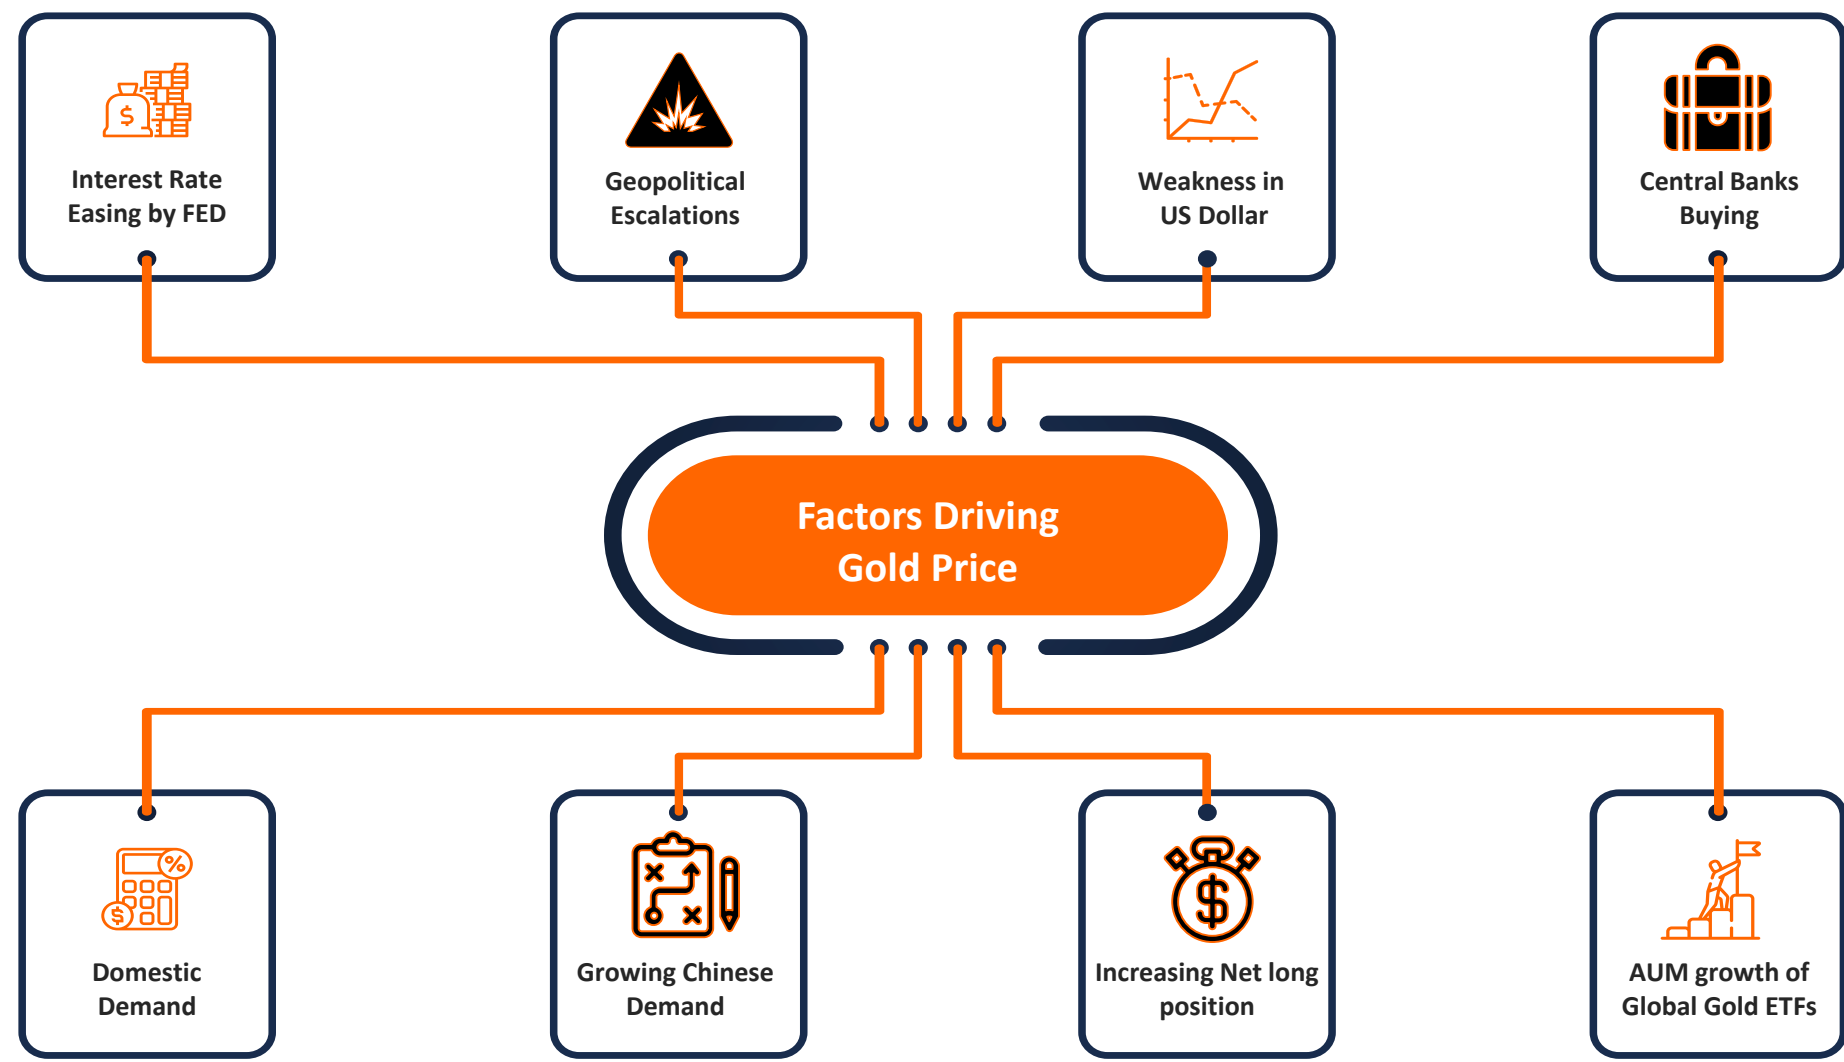 Interest Rate
Easing by FED
Geopolitical
Escalations
Weakness in
US Dollar
Central Banks
Buying
$
Factors Driving
Gold Price
Domestic
Demand
Growing Chinese
Demand
Increasing Net long
position
AUM growth of
Global Gold ETFs
%
$
$